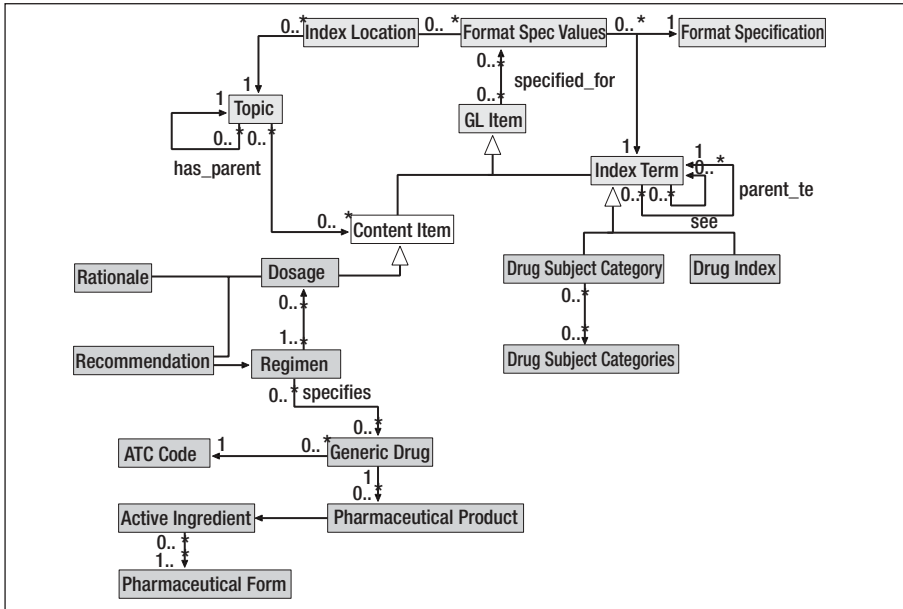 0..* Index Location 0..* Format Spec Values 0..* 1 Format Specification
0..*
specified_for
1
1 Topic
0..*
GL Item
0..* 0..*
has_parent
1
1
0..*
Index Term
0..* 0..*
parent_te
see
0..*
Content Item
Rationale
Dosage
Drug Subject Category
Drug Index
0..*
0..*
1..*
0..*
Recommendation
Regimen
Drug Subject Categories
0..*
specifies
0..*
ATC Code
1
0..*
Generic Drug
1
0..*
Active Ingredient
Pharmaceutical Product
0..*
1..*
Pharmaceutical Form